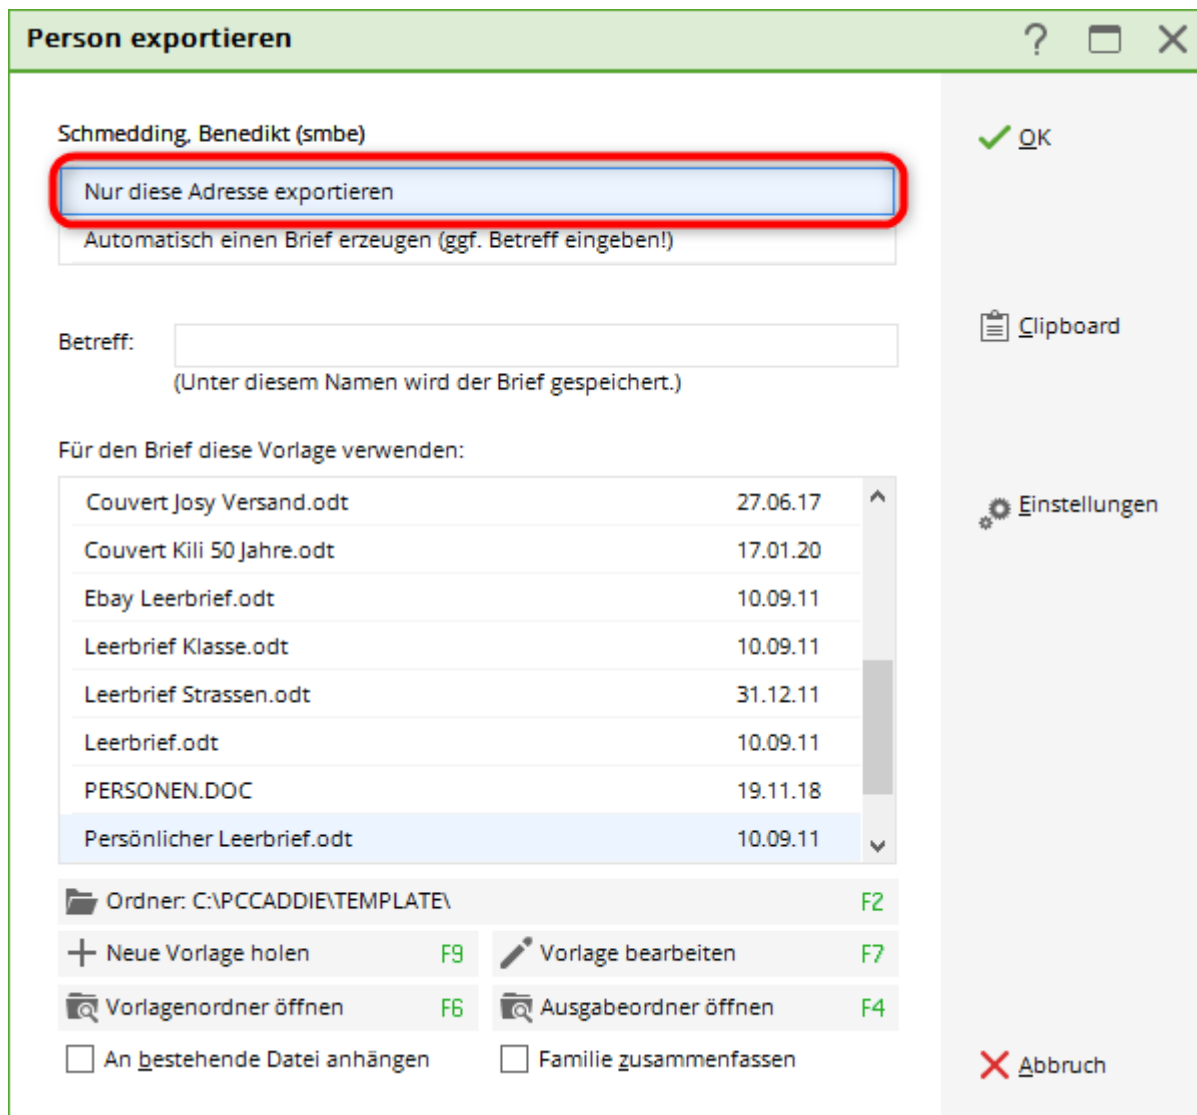 Person exportieren
Schmedding, Benedikt (smbe)
Nur diese Adresse exportieren
Automatisch einen Brief erzeugen (ggf. Betreff eingeben!)
Betreff:
(Unter diesem Namen wird der Brief gespeichert.)
Für den Brief diese Vorlage verwenden:
Couvert Josy Versand.odt 27.06.17
Couvert Kili 50 Jahre.odt 17.01.20
Ebay Leerbrief.odt 10.09.11
Leerbrief Klasse.odt 10.09.11
Leerbrief Strassen.odt 31.12.11
Leerbrief.odt 10.09.11
PERSONEN.DOC 19.11.18
Persönlicher Leerbrief.odt 10.09.11
Ordner: C:\PCCADDIE\TEMPLATE\ F2
Neue Vorlage holen F9 Vorlage bearbeiten F7
Vorlagenordner öffnen F6 Ausgabeordner öffnen F4
An bestehende Datei anhängen Familie zusammenfassen
OK
Clipboard
Einstellungen
Abbruch